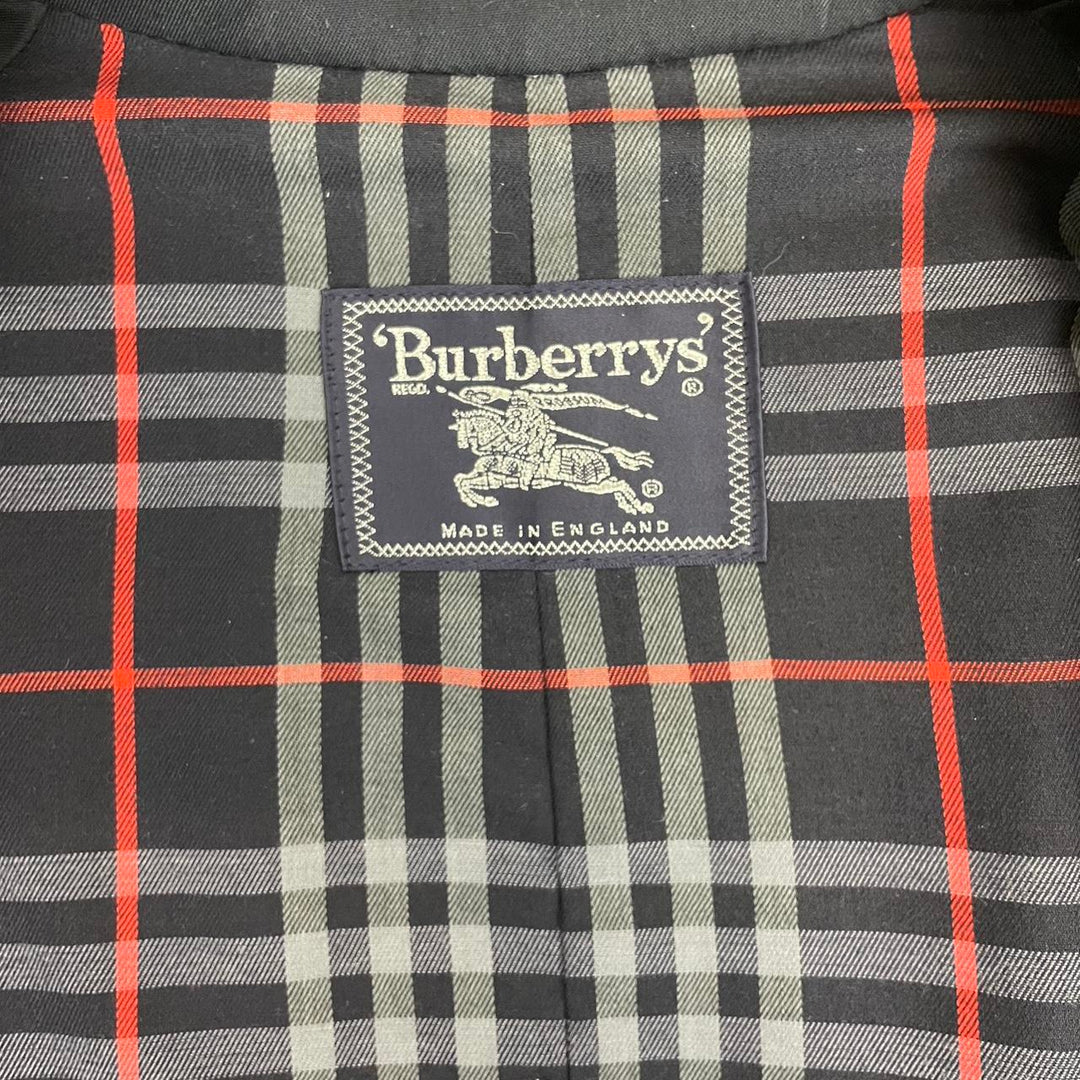 'Burberrys'
REGD. ®
®
MADE IN ENGLAND